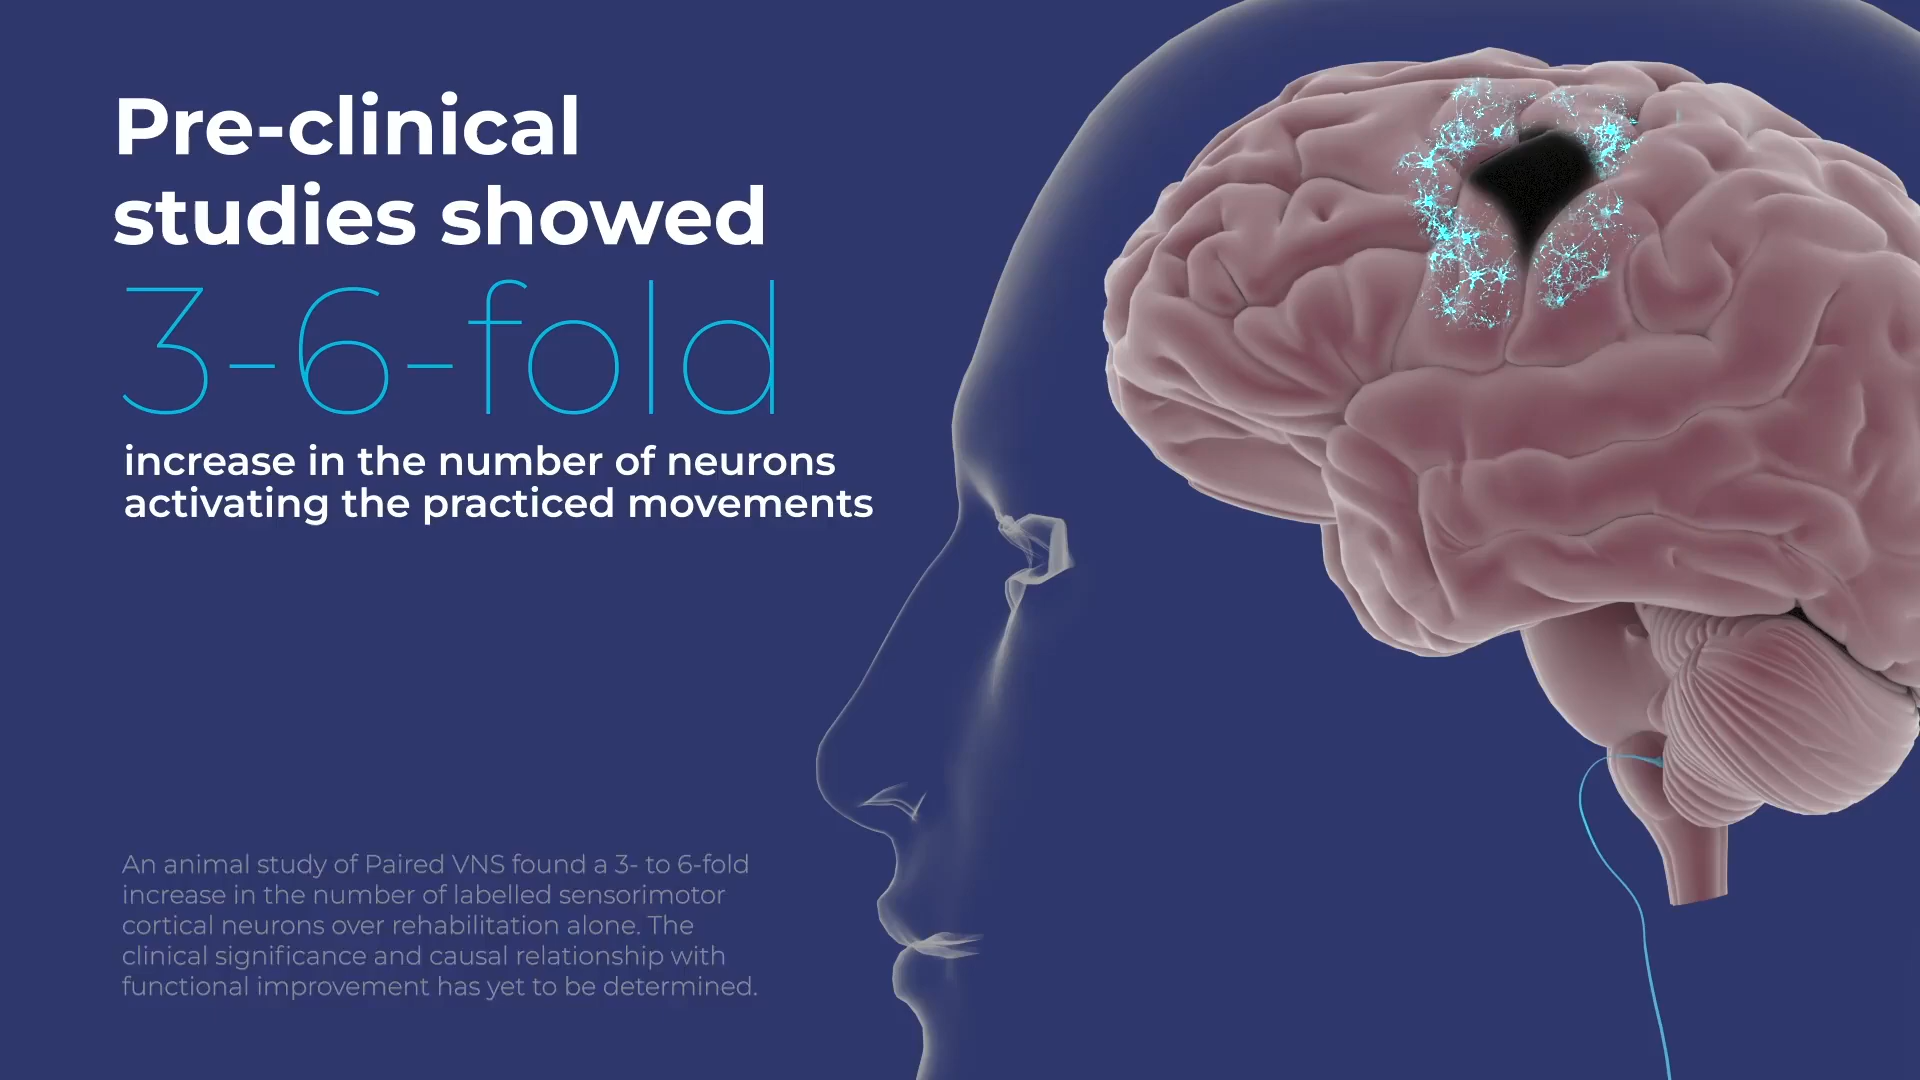 Pre-clinical
studies showed
3-6-fold
increase in the number of neurons
activating the practiced movements
An animal study of Paired VNS found a 3- to 6-fold
increase in the number of labelled sensorimotor
cortical neurons over rehabilitation alone. The
clinical significance and causal relationship with
functional improvement has yet to be determined.